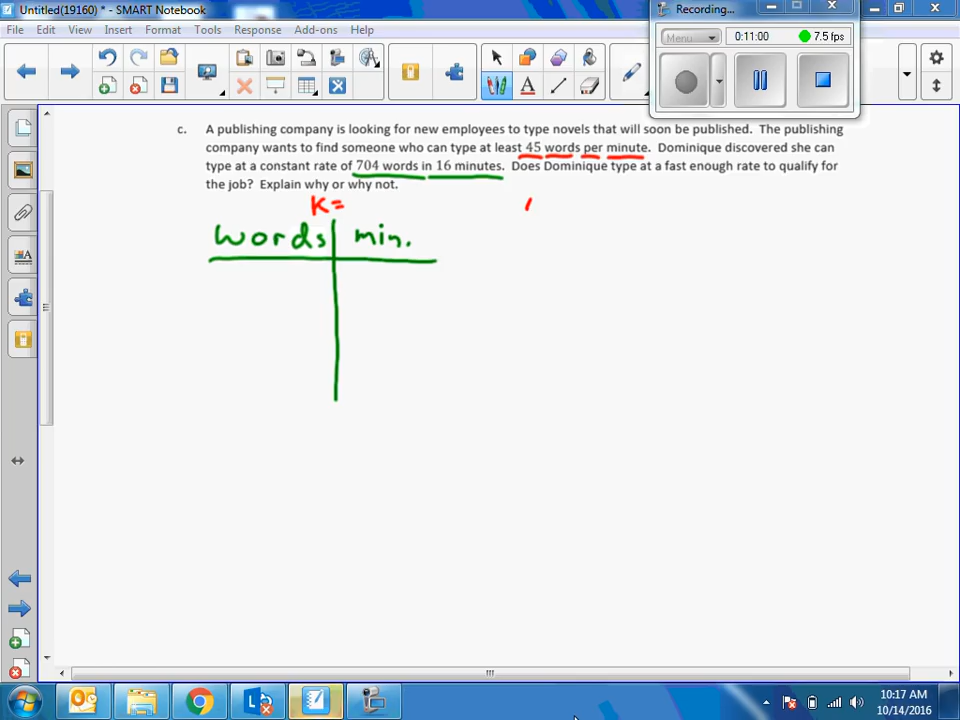 Untitled(19160) * - SMART Notebook
Recording...
File Edit View Insert Format Tools Response Add-ons Help
Menu 0:11:00 7.5 fps
c. A publishing company is looking for new employees to type novels that will soon be published. The publishing
company wants to find someone who can type at least 45 words per minute. Dominique discovered she can
type at a constant rate of 704 words in 16 minutes. Does Dominique type at a fast enough rate to qualify for
the job? Explain why or why not.
K=
words min.
10:17 AM
10/14/2016